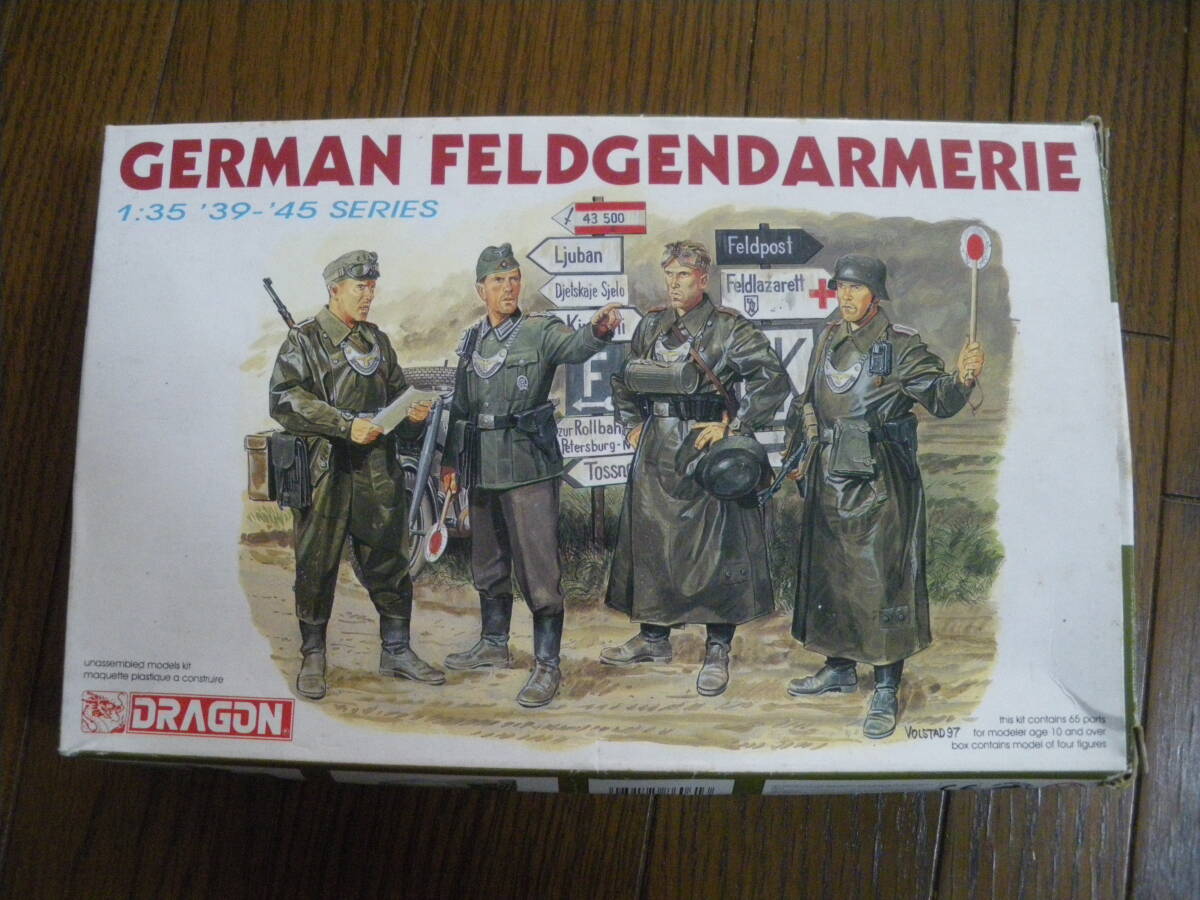 GERMAN FELDGENDARMERIE
1:35 '39-'45 SERIES
43 500
Ljuban
Djetskaje Sjelo
Feldpost
Feldlazarett
F
K
zur Rollbah
Petersburg-
Tossn
unassembled models kit
maquette plastique a construire
DRAGON
VOLSTAD 97
this kit contains 65 parts
for modeler age 10 and over
box contains model of four figures